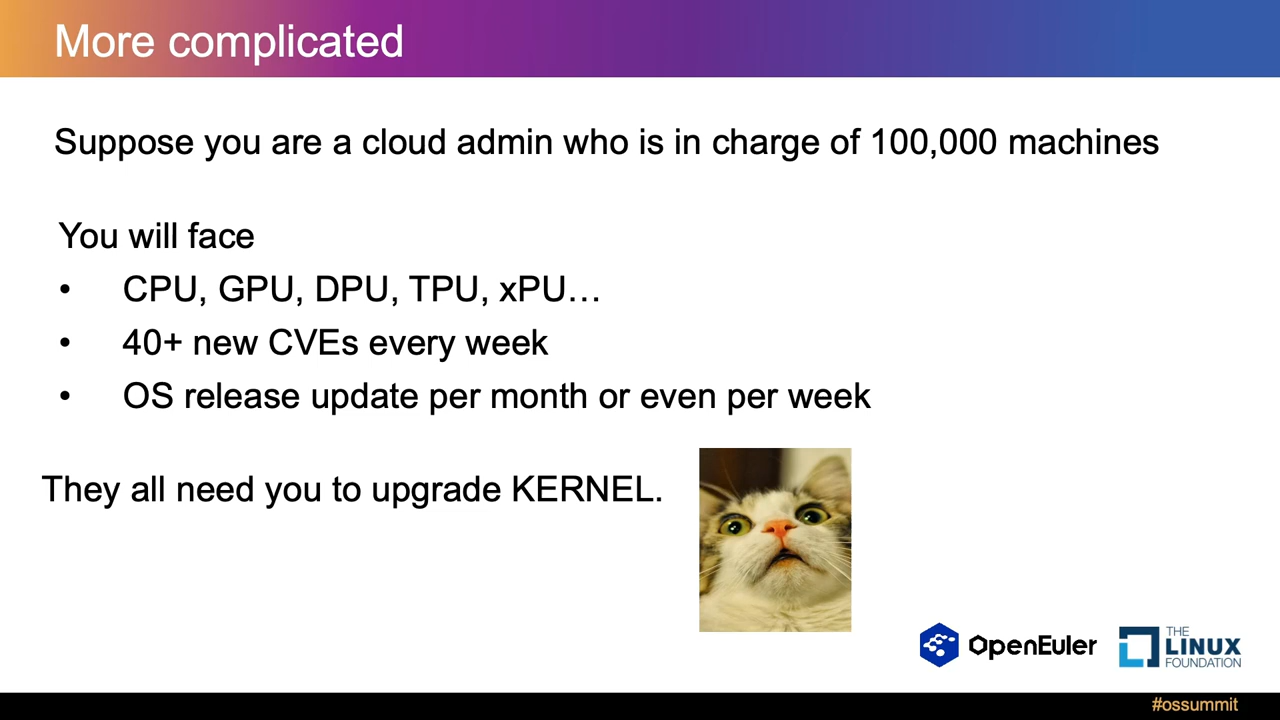 More complicated
Suppose you are a cloud admin who is in charge of 100,000 machines
You will face
• CPU, GPU, DPU, TPU, xPU…
• 40+ new CVEs every week
• OS release update per month or even per week
They all need you to upgrade KERNEL.
OpenEuler
THE
LINUX
FOUNDATION
#ossummit